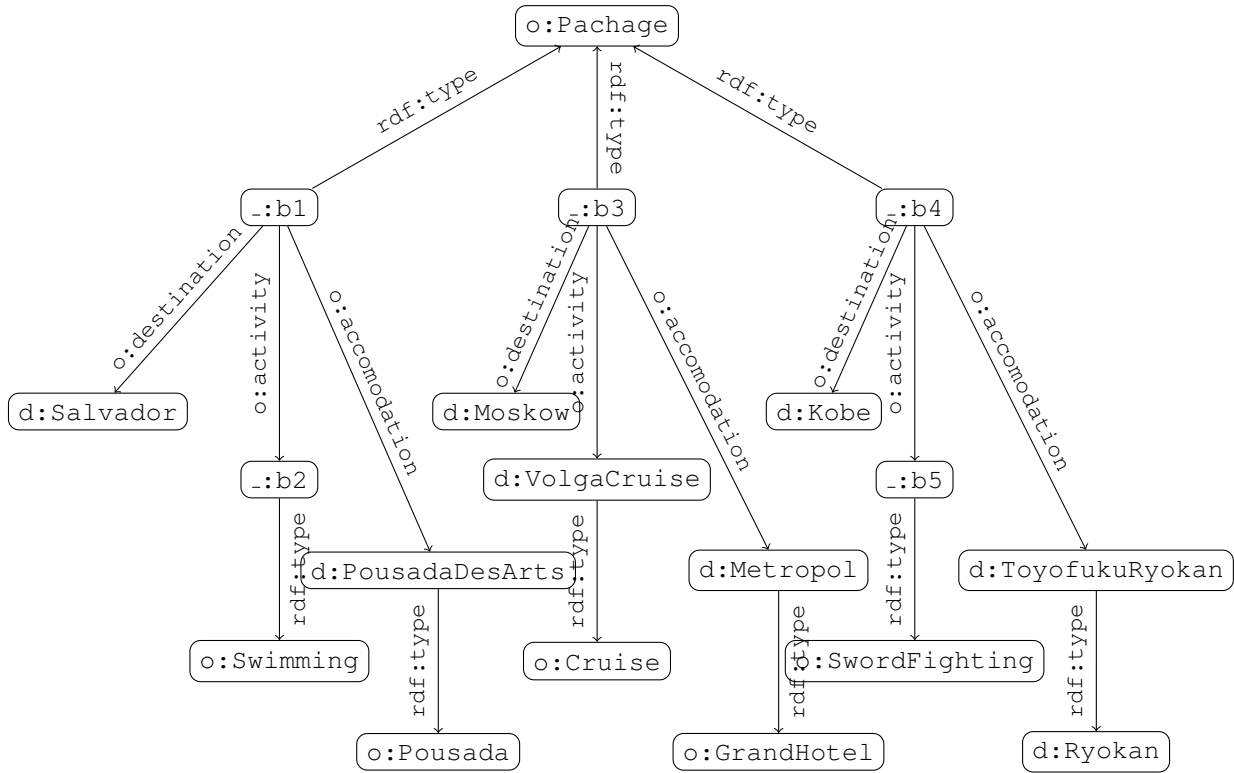 o:Pachage
rdf:type
rdf:type
rdf:type
_:b1
_:b3
_:b4
o:destination
o:activity
o:accomodation
o:destination
o:activity
o:accomodation
o:destination
o:activity
o:accomodation
d:Salvador
d:Moskow
d:Kobe
_:b2
d:VolgaCruise
_:b5
rdf:type
d:PousadaDesArts
rdf:type
d:Metropol
rdf:type
d:ToyofukuRyokan
o:Swimming
rdf:type
o:Cruise
rdf:type
o:SwordFighting
rdf:type
o:Pousada
o:GrandHotel
d:Ryokan